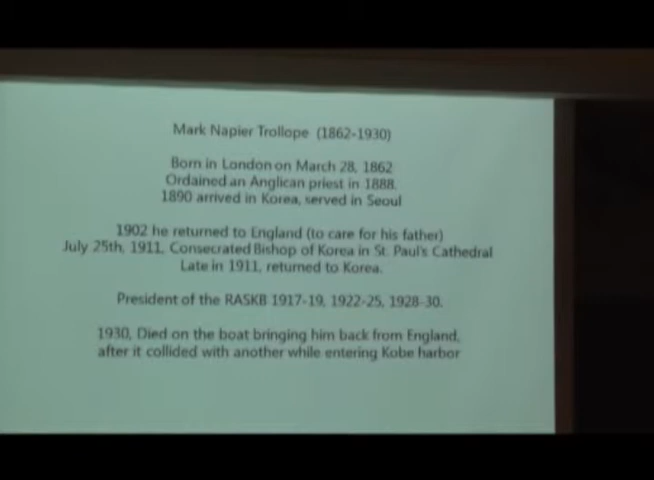 Mark Napier Trollope (1862-1930)
Born in London on March 28, 1862
Ordained an Anglican priest in 1888.
1890 arrived in Korea, served in Seoul
1902 he returned to England (to care for his father)
July 25th, 1911, Consecrated Bishop of Korea in St. Paul's Cathedral
Late in 1911, returned to Korea.
President of the RASKB 1917-19, 1922-25, 1928-30.
1930, Died on the boat bringing him back from England,
after it collided with another while entering Kobe harbor